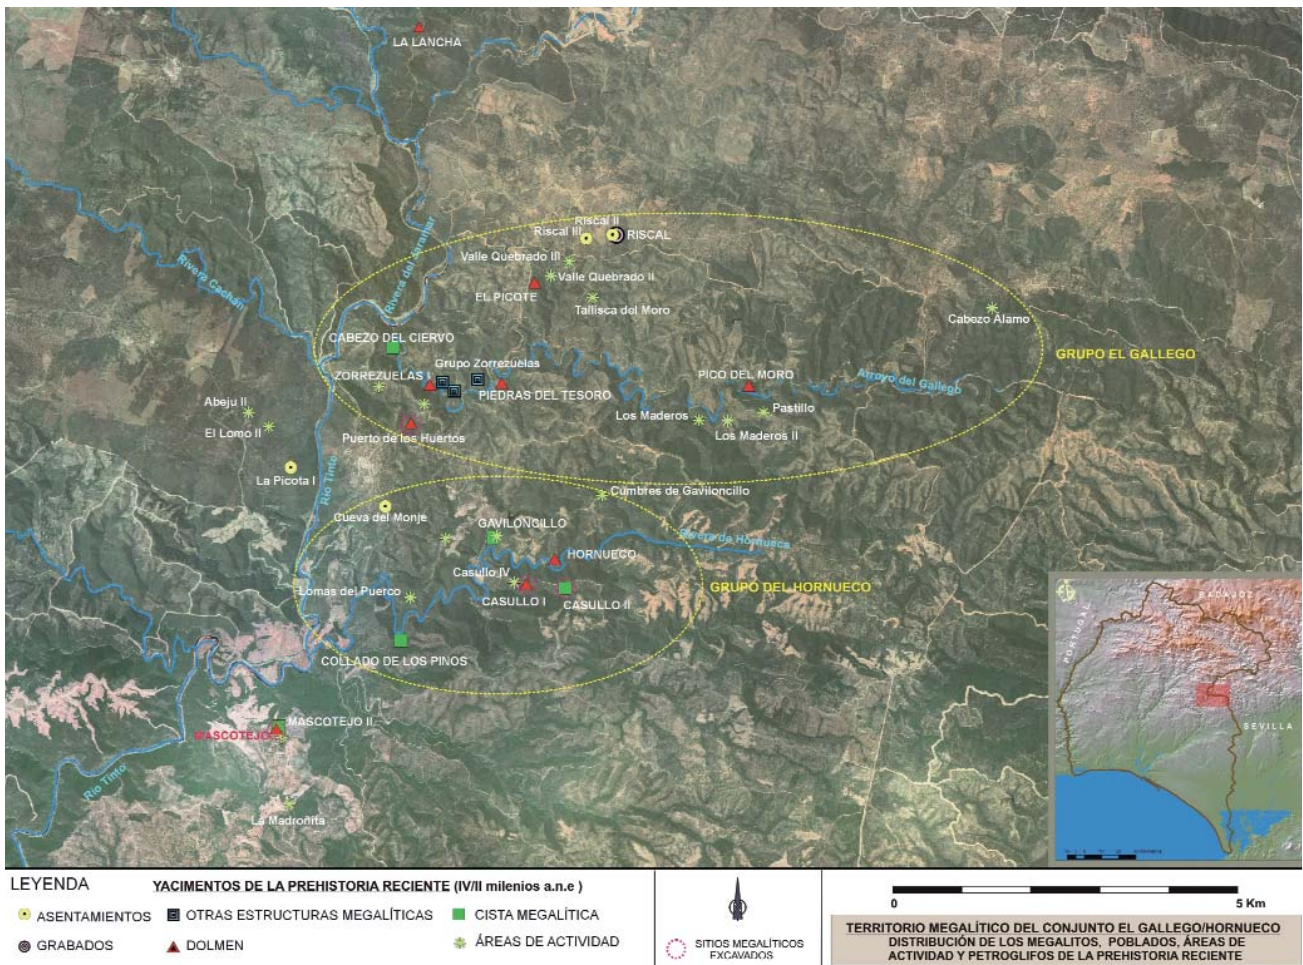 LA LANCHA
Rivera Cachán
Rivera del Jaramar
Riscal II
Riscal III
RISCAL
Valle Quebrado III
Valle Quebrado II
EL PICOTE
Tallisca del Moro
Cabezo Alamo
CABEZO DEL CIERVO
GRUPO EL GALLEGO
Grupo Zorrezuelas
ZORREZUELAS I
PIEDRAS DEL TESORO
PICO DEL MORO
Arroyo del Gallego
Abeju II
El Lomo II
Los Maderos
Pastillo
Los Maderos II
Puerto de los Huertos
La Picota I
Río Tinto
Cumbres de Gaviloncillo
Cueva del Monje
GAVILONCILLO
Rivera de Hornueca
HORNUECO
Casullo IV
GRUPO DEL HORNUECO
Lomas del Puerco
CASULLO I
CASULLO II
COLLADO DE LOS PINOS
MASCOTEJO II
MASCOTEJO
Río Tinto
La Madroñita
BADAJOZ
PORTUGAL
SEVILLA
LEYENDA
YACIMENTOS DE LA PREHISTORIA RECIENTE (IV/II milenios a.n.e )
ASENTAMIENTOS
OTRAS ESTRUCTURAS MEGALÍTICAS
CISTA MEGALÍTICA
GRABADOS
DOLMEN
ÁREAS DE ACTIVIDAD
SITIOS MEGALÍTICOS
EXCAVADOS
0 5 Km
TERRITORIO MEGALÍTICO DEL CONJUNTO EL GALLEGO/HORNUECO
DISTRIBUCIÓN DE LOS MEGALITOS, POBLADOS, ÁREAS DE
ACTIVIDAD Y PETROGLIFOS DE LA PREHISTORIA RECIENTE